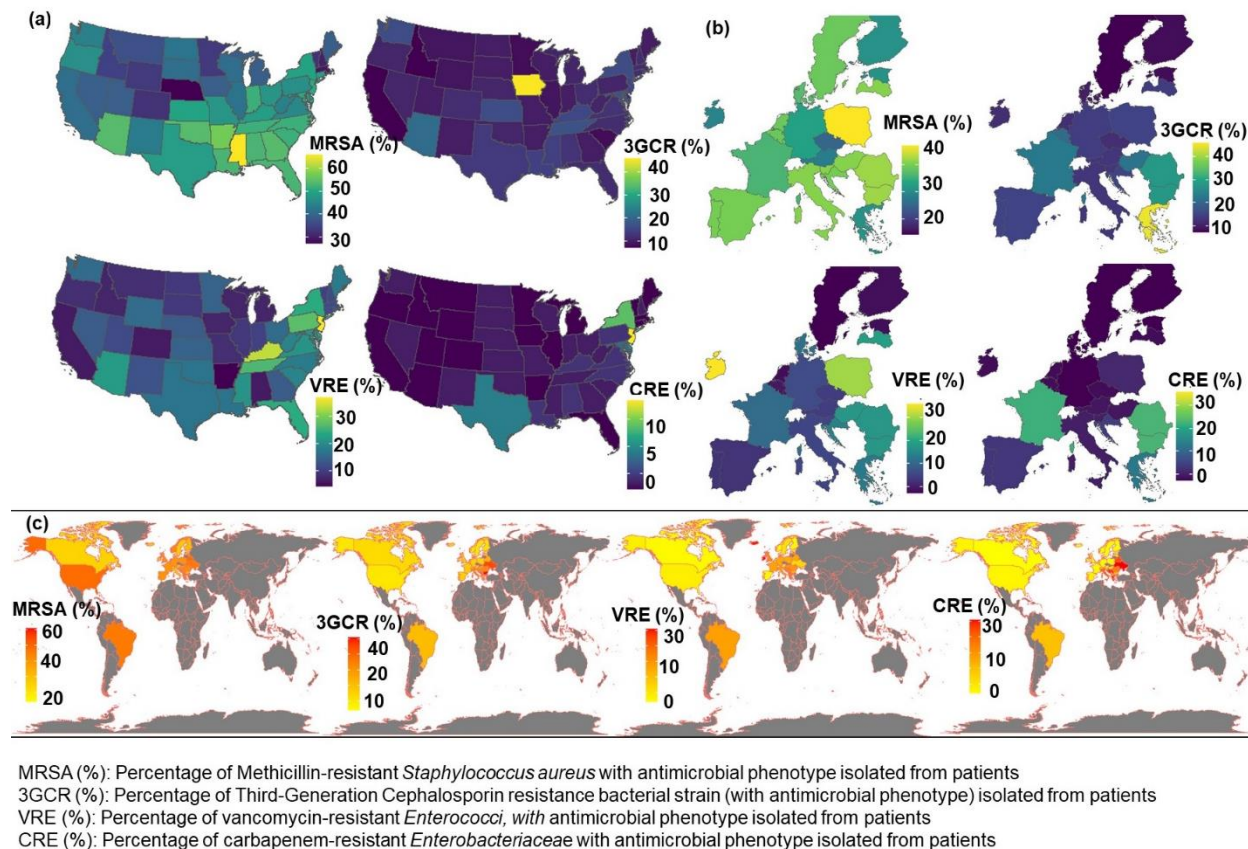 (a)
MRSA (%)
60
50
40
30
3GCR (%)
40
30
20
10
(b)
MRSA (%)
40
30
20
3GCR (%)
40
30
20
10
VRE (%)
30
20
10
CRE (%)
10
5
0
VRE (%)
30
20
10
0
CRE (%)
30
20
10
0
(c)
MRSA (%)
60
40
20
3GCR (%)
40
20
10
VRE (%)
30
10
0
CRE (%)
30
10
0
MRSA (%): Percentage of Methicillin-resistant Staphylococcus aureus with antimicrobial phenotype isolated from patients
3GCR (%): Percentage of Third-Generation Cephalosporin resistance bacterial strain (with antimicrobial phenotype) isolated from patients
VRE (%): Percentage of vancomycin-resistant Enterococci, with antimicrobial phenotype isolated from patients
CRE (%): Percentage of carbapenem-resistant Enterobacteriaceae with antimicrobial phenotype isolated from patients